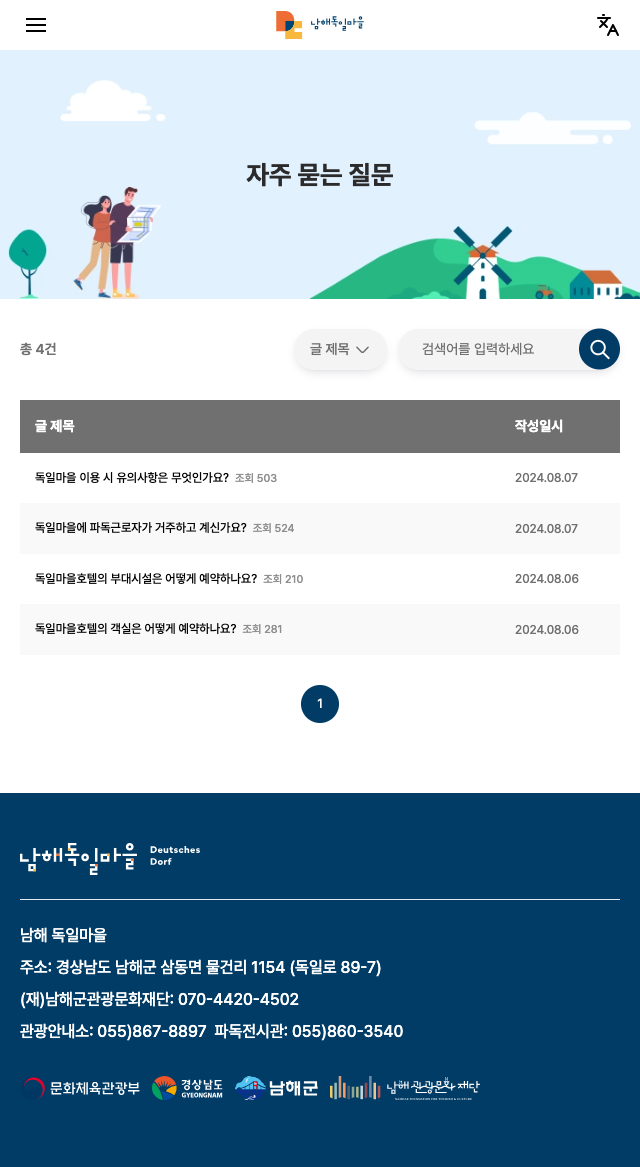 남해독일마을
자주 묻는 질문
총 4건
글 제목
검색어를 입력하세요
글 제목 작성일시
독일마을 이용 시 유의사항은 무엇인가요? 조회 503 2024.08.07
독일마을에 파독근로자가 거주하고 계신가요? 조회 524 2024.08.07
독일마을호텔의 부대시설은 어떻게 예약하나요? 조회 210 2024.08.06
독일마을호텔의 객실은 어떻게 예약하나요? 조회 281 2024.08.06
1
남해독일마을 Deutsches
Dorf
남해 독일마을
주소: 경상남도 남해군 삼동면 물건리 1154 (독일로 89-7)
(재)남해군관광문화재단: 070-4420-4502
관광안내소: 055)867-8897 파독전시관: 055)860-3540
문화체육관광부 경상남도 GYEONGNAM 남해군 남해관광문화재단